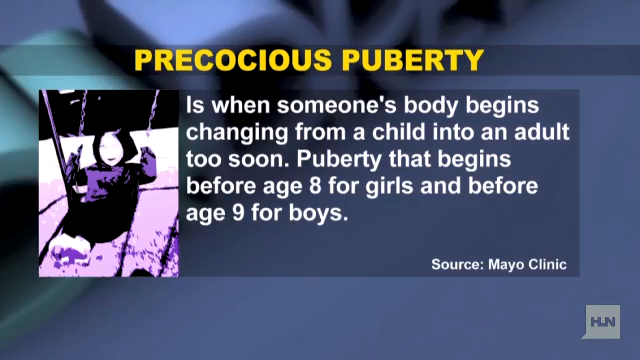 PRECOCIOUS PUBERTY
Is when someone's body begins
changing from a child into an adult
too soon. Puberty that begins
before age 8 for girls and before
age 9 for boys.
Source: Mayo Clinic
HLN